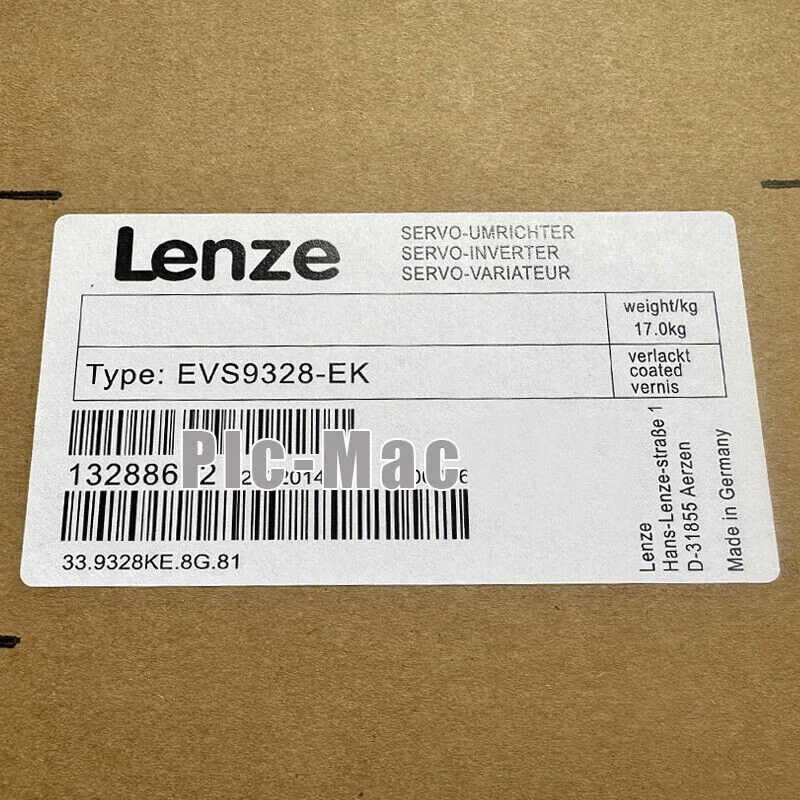 Lenze
SERVO-UMRICHTER
SERVO-INVERTER
SERVO-VARIATEUR
weight/kg
17.0kg
Type: EVS9328-EK
verlackt
coated
vernis
Plc-Mac
33.9328KE.8G.81
Lenze
Hans-Lenze-straße 1
D-31855 Aerzen
Made in Germany